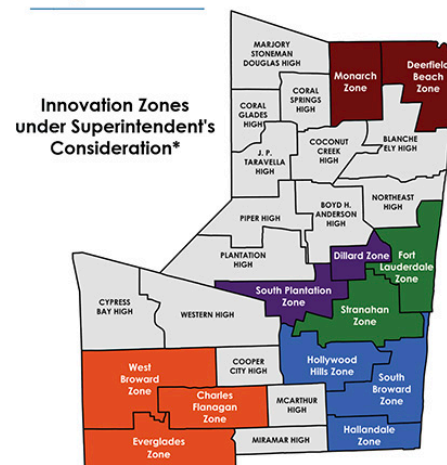 Innovation Zones
under Superintendent's
Consideration*
MARJORY
STONEMAN
DOUGLAS HIGH
Monarch
Zone
Deerfield
Beach
Zone
CORAL
GLADES
HIGH
CORAL
SPRINGS
HIGH
J. P.
TARAVELLA
HIGH
COCONUT
CREEK
HIGH
BLANCHE
ELY HIGH
PIPER HIGH
BOYD H.
ANDERSON
HIGH
NORTHEAST
HIGH
PLANTATION
HIGH
Dillard Zone
Fort
Lauderdale
Zone
South Plantation
Zone
Stranahan
Zone
CYPRESS
BAY HIGH
WESTERN HIGH
West
Broward
Zone
COOPER
CITY HIGH
Hollywood
Hills Zone
South
Broward
Zone
Charles
Flanagan
Zone
MCARTHUR
HIGH
Everglades
Zone
MIRAMAR HIGH
Hallandale
Zone